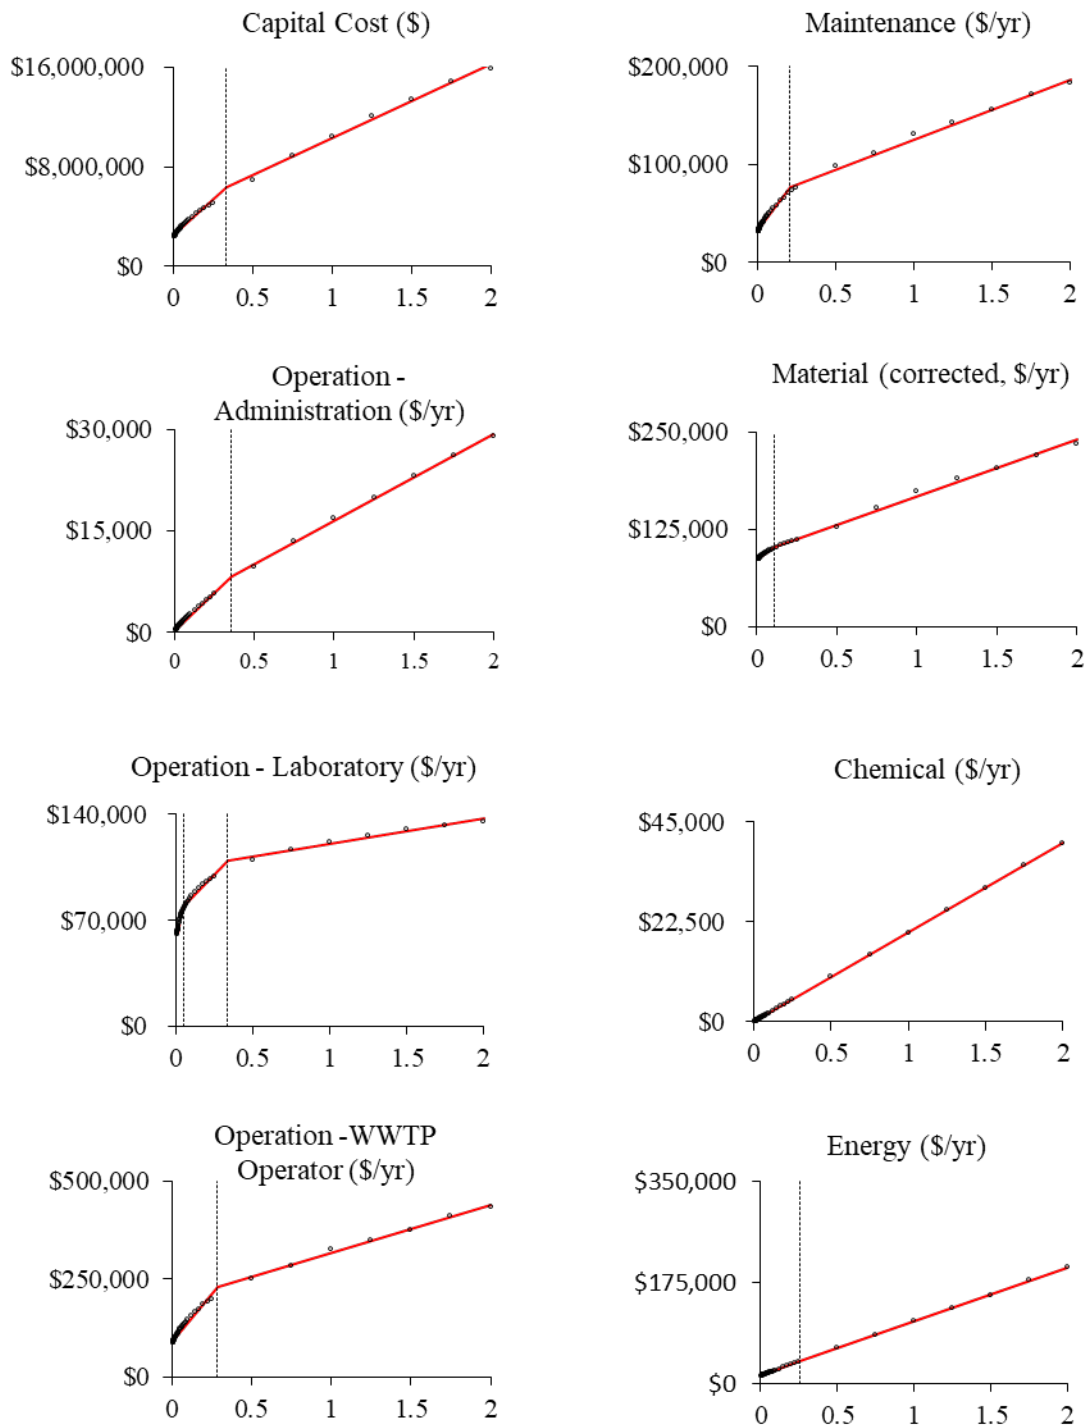 Capital Cost ($)
$16,000,000
$8,000,000
$0
0 0.5 1 1.5 2
Maintenance ($/yr)
$200,000
$100,000
$0
0 0.5 1 1.5 2
Operation -
Administration ($/yr)
$30,000
$15,000
$0
0 0.5 1 1.5 2
Material (corrected, $/yr)
$250,000
$125,000
$0
0 0.5 1 1.5 2
Operation - Laboratory ($/yr)
$140,000
$70,000
$0
0 0.5 1 1.5 2
Chemical ($/yr)
$45,000
$22,500
$0
0 0.5 1 1.5 2
Operation -WWTP
Operator ($/yr)
$500,000
$250,000
$0
0 0.5 1 1.5 2
Energy ($/yr)
$350,000
$175,000
$0
0 0.5 1 1.5 2